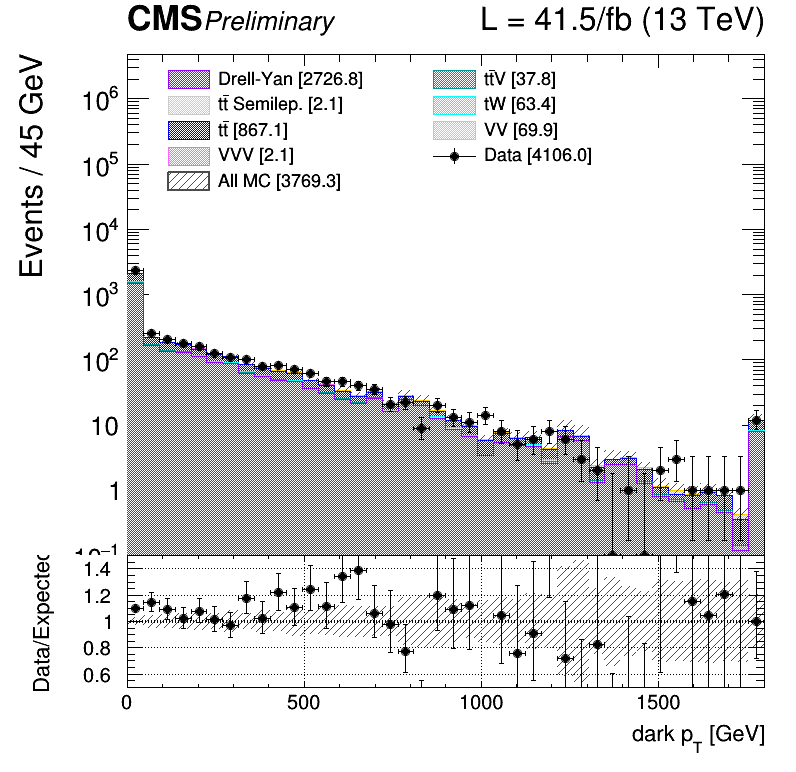 CMS Preliminary L = 41.5/fb (13 TeV)
Events / 45 GeV
Drell-Yan [2726.8]
tt̄ Semilep. [2.1]
tt̄ [867.1]
VVV [2.1]
All MC [3769.3]
tt̄V [37.8]
tW [63.4]
VV [69.9]
Data [4106.0]
10⁶
10⁵
10⁴
10³
10²
10
1
10⁻¹
Data/Expected
1.4
1.2
1
0.8
0.6
0 500 1000 1500
dark p_T [GeV]